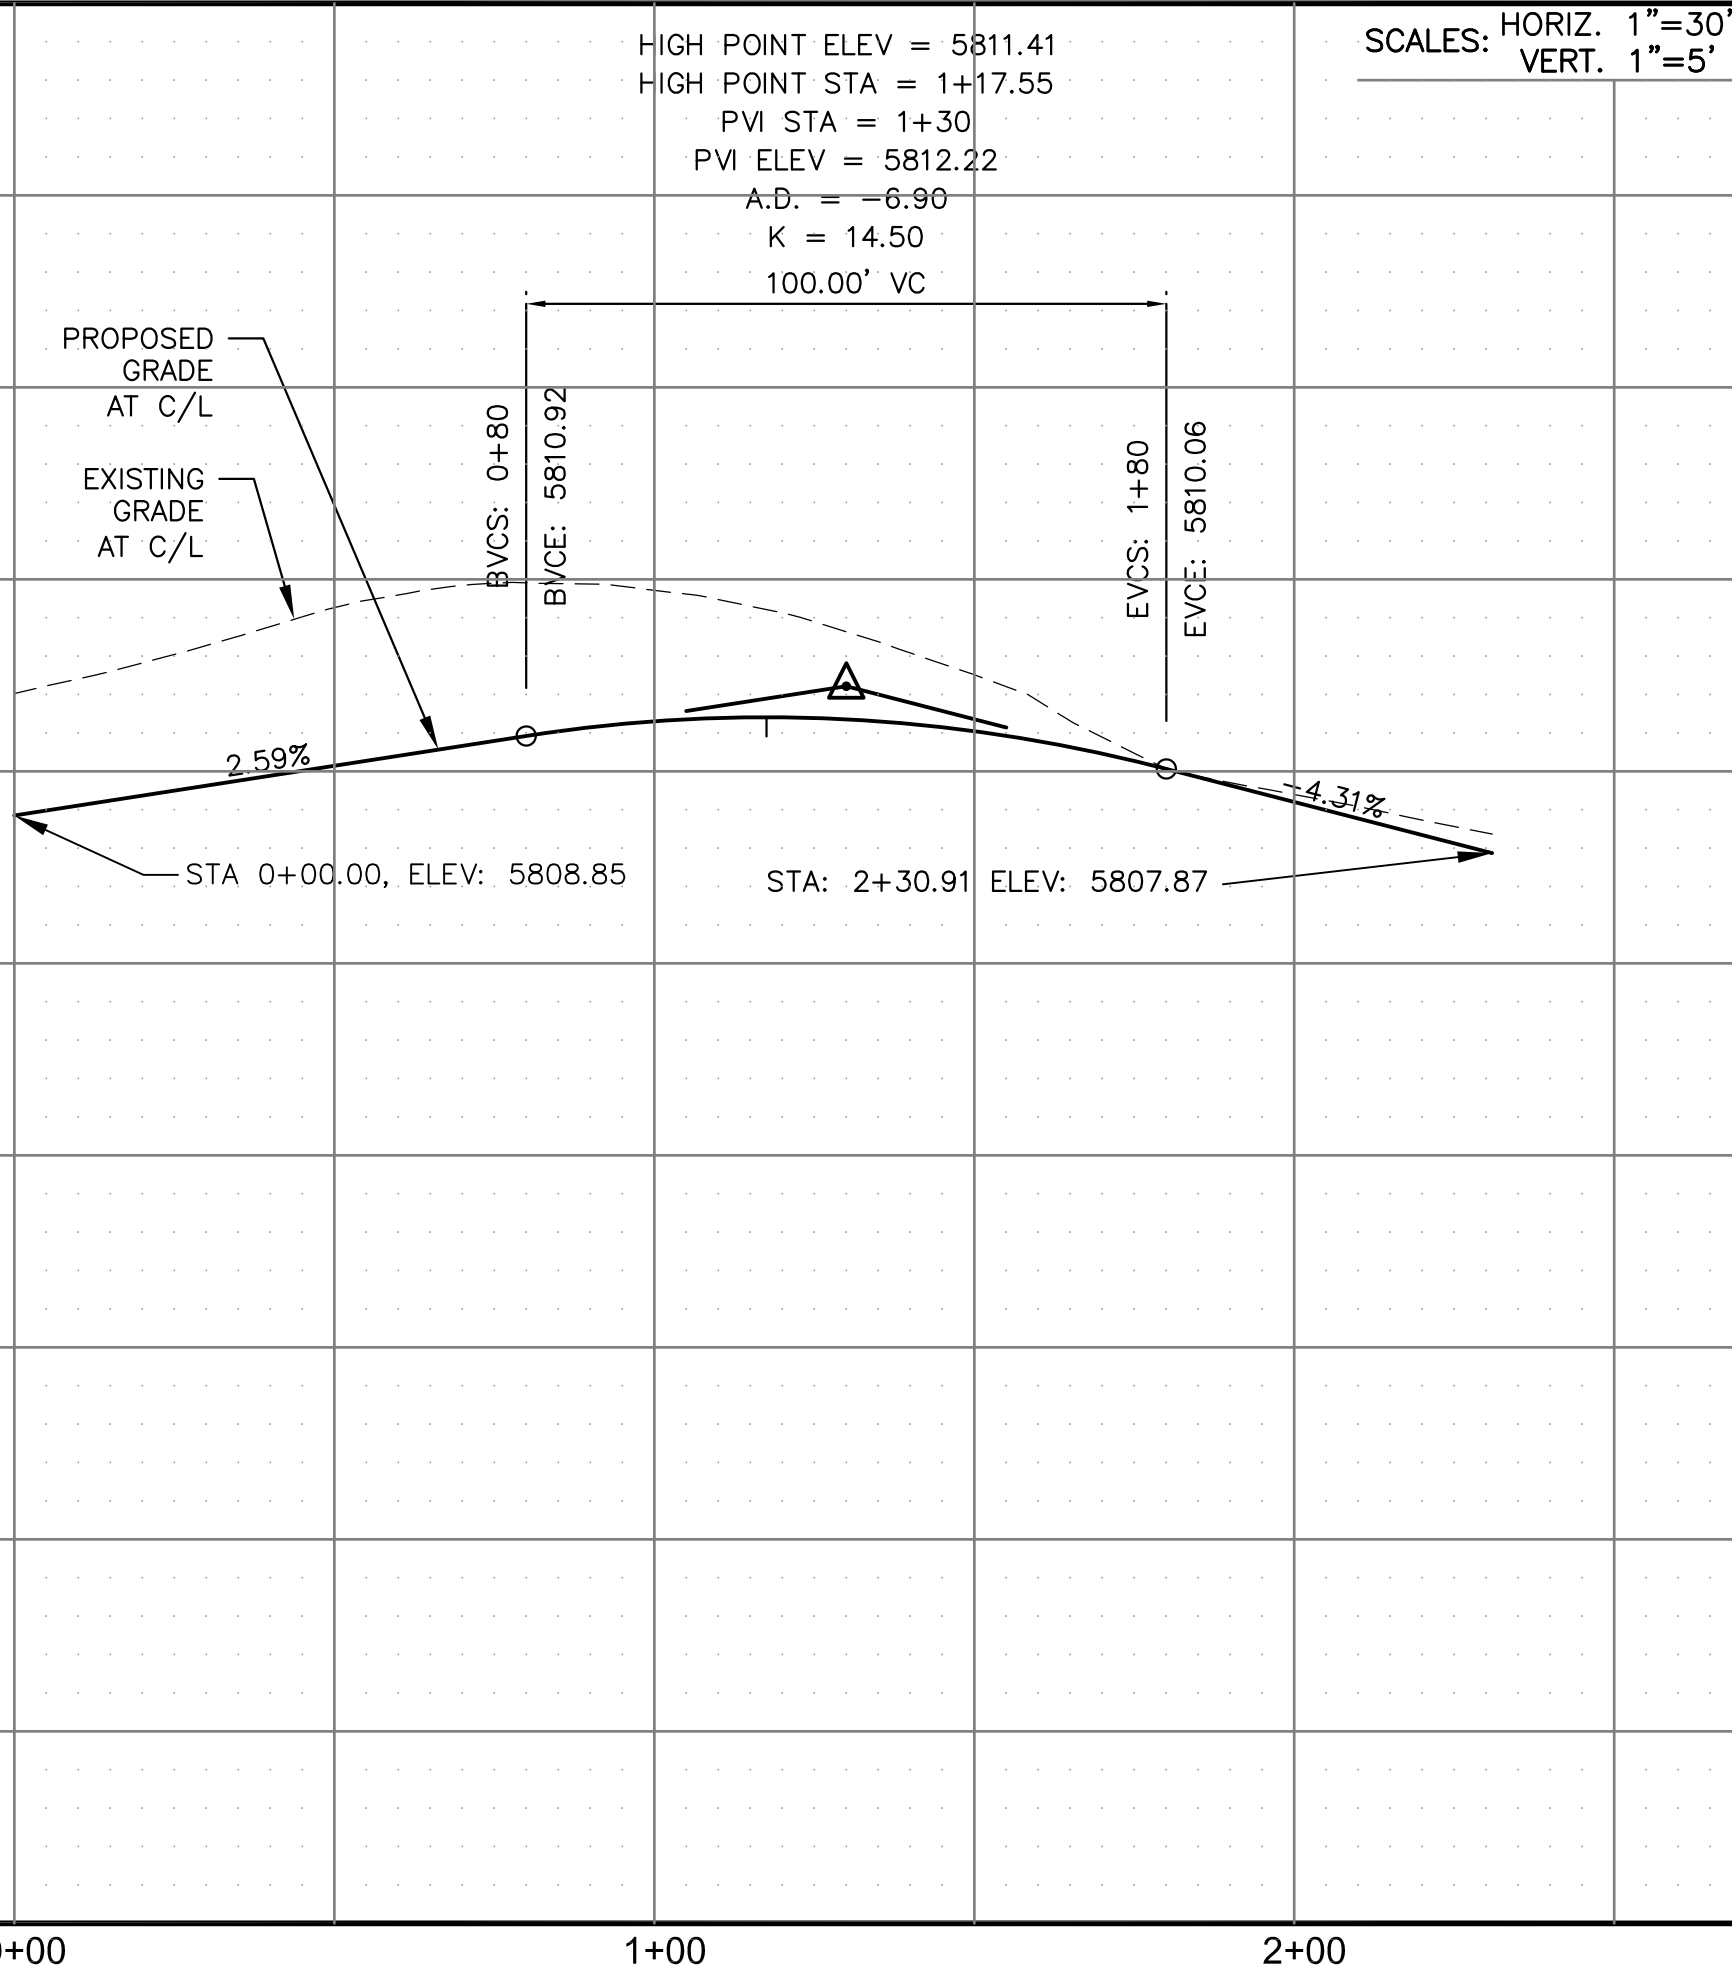 SCALES: HORIZ. 1"=30'
VERT. 1"=5'
HIGH POINT ELEV = 5811.41
HIGH POINT STA = 1+17.55
PVI STA = 1+30
PVI ELEV = 5812.22
A.D. = -6.90
K = 14.50
100.00' VC
PROPOSED
GRADE
AT C/L
EXISTING
GRADE
AT C/L
BVCS: 0+80
BVCE: 5810.92
EVCS: 1+80
EVCE: 5810.06
2.59%
-4.31%
STA 0+00.00, ELEV: 5808.85
STA: 2+30.91 ELEV: 5807.87
0+00
1+00
2+00